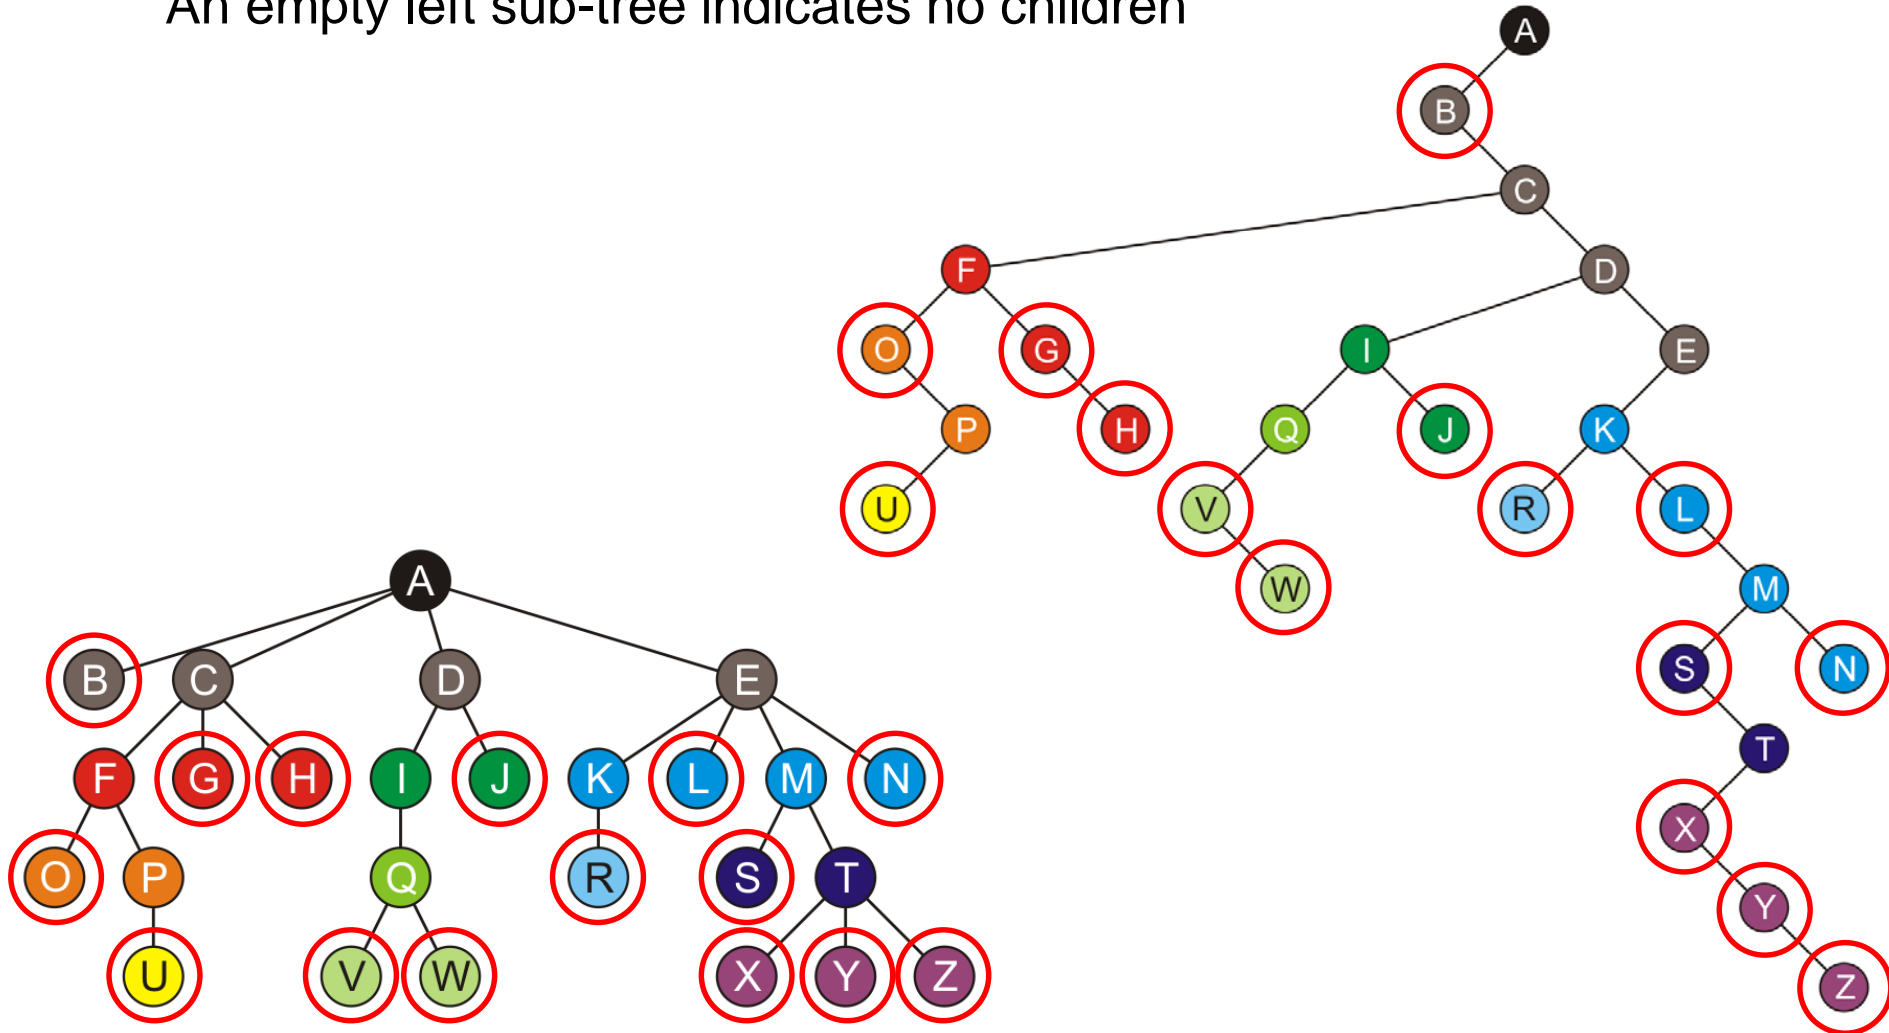 An empty left sub-tree indicates no children
A
B
C
F D
O G I E
P H Q J K
U V R L
W M
S N
T
X
Y
Z
A
B C D E
F G H I J K L M N
O P Q R S T
U V W X Y Z